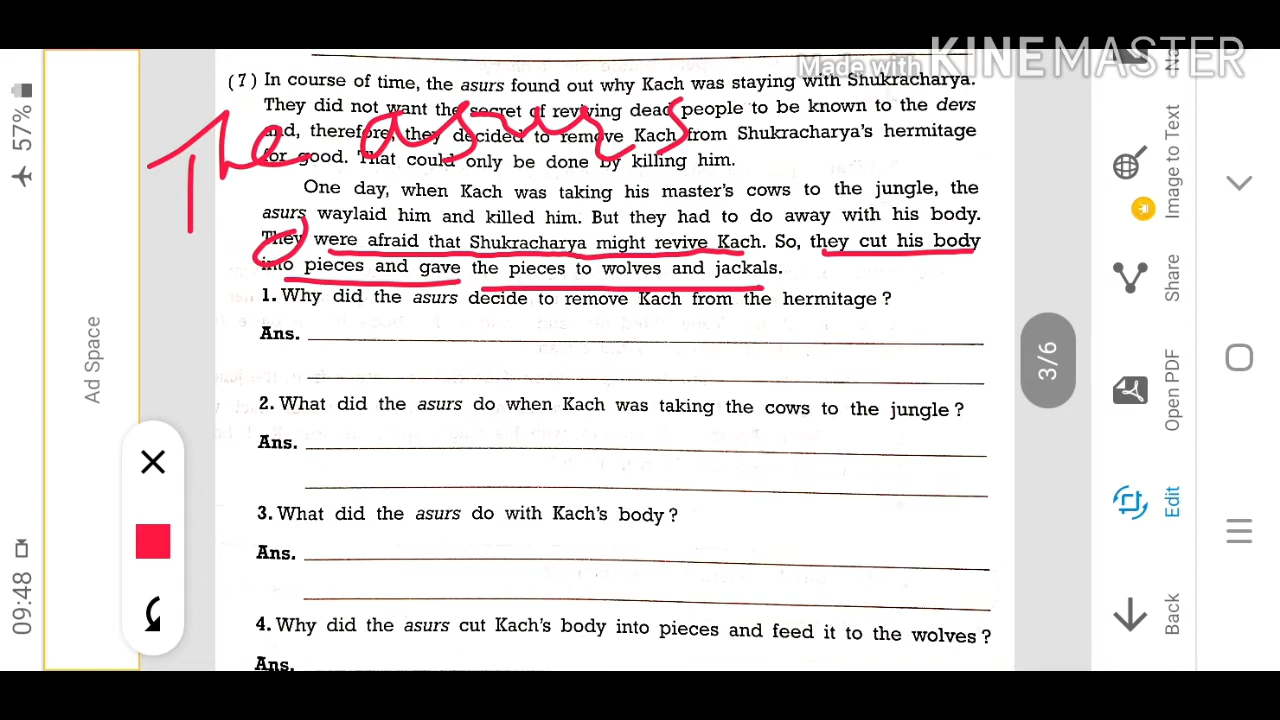 Made with KINEMASTER
(7) In course of time, the asurs found out why Kach was staying with Shukracharya.
They did not want the secret of reviving dead people to be known to the devs
and, therefore, they decided to remove Kach from Shukracharya's hermitage
for good. That could only be done by killing him.
The asurs
One day, when Kach was taking his master's cows to the jungle, the
asurs waylaid him and killed him. But they had to do away with his body.
They were afraid that Shukracharya might revive Kach. So, they cut his body
into pieces and gave the pieces to wolves and jackals.
1. Why did the asurs decide to remove Kach from the hermitage ?
Ans.
2. What did the asurs do when Kach was taking the cows to the jungle ?
Ans.
3. What did the asurs do with Kach's body ?
Ans.
4. Why did the asurs cut Kach's body into pieces and feed it to the wolves ?
Ans.
09:48
57%
Ad Space
3/6
No
Image to Text
Share
Open PDF
Edit
Back